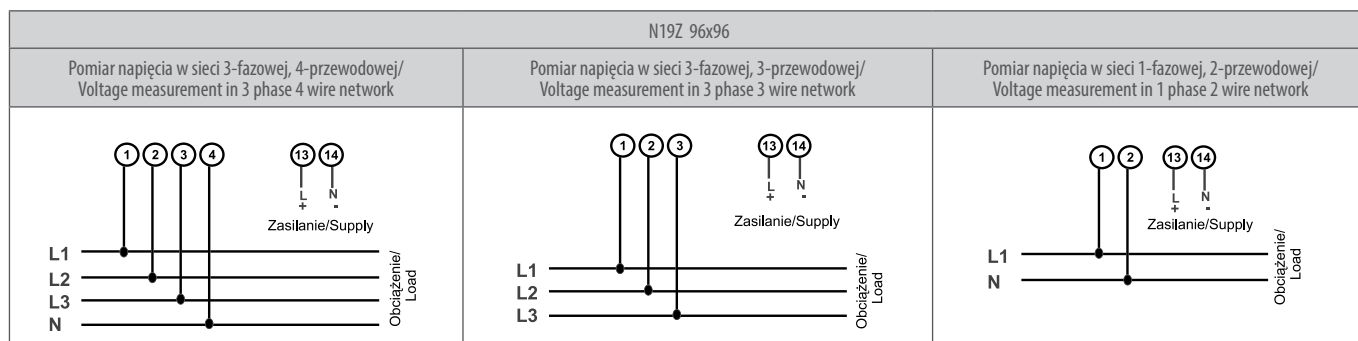 N19Z 96x96
Pomiar napięcia w sieci 3-fazowej, 4-przewodowej/
Voltage measurement in 3 phase 4 wire network
Pomiar napięcia w sieci 3-fazowej, 3-przewodowej/
Voltage measurement in 3 phase 3 wire network
Pomiar napięcia w sieci 1-fazowej, 2-przewodowej/
Voltage measurement in 1 phase 2 wire network
1 2 3 4 13 14
L N
+ -
Zasilanie/Supply
L1
L2
L3
N
Obciążenie/
Load
1 2 3 13 14
L N
+ -
Zasilanie/Supply
L1
L2
L3
Obciążenie/
Load
1 2 13 14
L N
+ -
Zasilanie/Supply
L1
N
Obciążenie/
Load